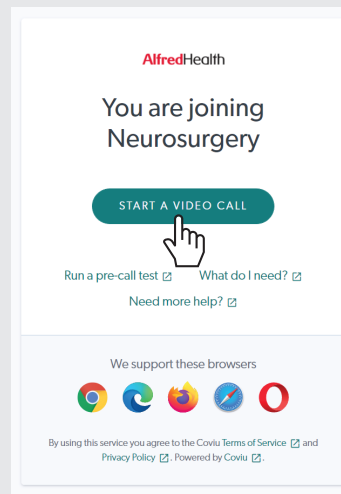 AlfredHealth
You are joining
Neurosurgery
START A VIDEO CALL
Run a pre-call test What do I need?
Need more help?
We support these browsers
By using this service you agree to the Coviu Terms of Service and
Privacy Policy . Powered by Coviu .